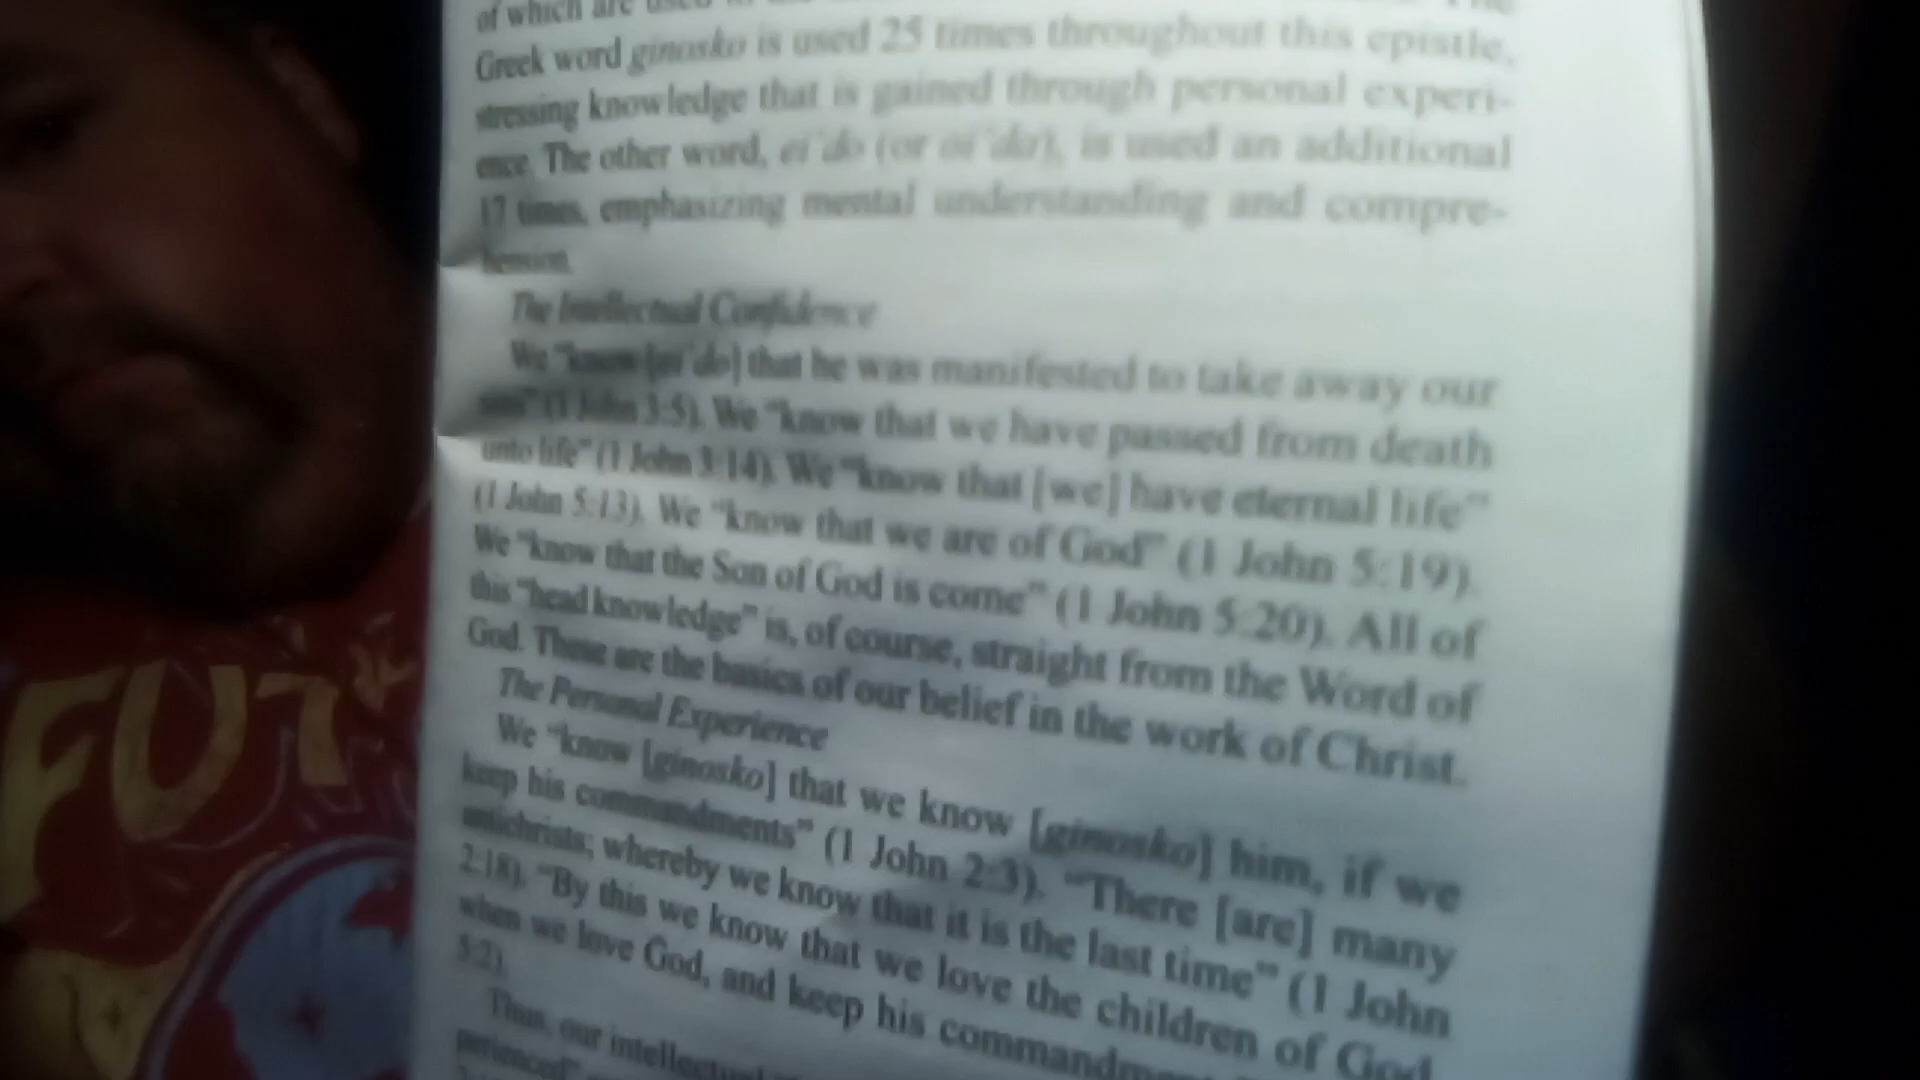 of which are used to
Greek word ginosko is used 25 times throughout this epistle,
stressing knowledge that is gained through personal experi-
ence. The other word, ei´do (or oi´da), is used an additional
17 times, emphasizing mental understanding and compre-
hension.
The Intellectual Confidence
We “know [ei´do] that he was manifested to take away our
sins” (1 John 3:5). We “know that we have passed from death
unto life” (1 John 3:14). We “know that [we] have eternal life”
(1 John 5:13). We “know that we are of God” (1 John 5:19).
We “know that the Son of God is come” (1 John 5:20). All of
this “head knowledge” is, of course, straight from the Word of
God. These are the basics of our belief in the work of Christ.
The Personal Experience
We “know [ginosko] that we know [ginosko] him, if we
keep his commandments” (1 John 2:3). “There [are] many
antichrists; whereby we know that it is the last time” (1 John
2:18). “By this we know that we love the children of God,
when we love God, and keep his
5:2).
Thus, our intellectual
FUT